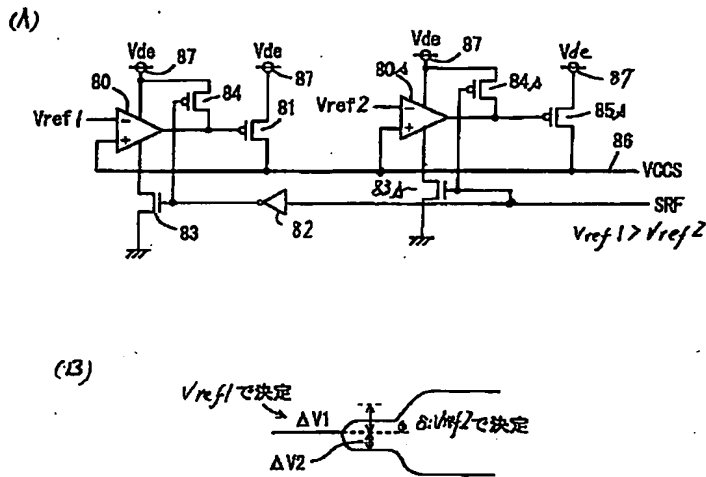 (A)
Vde
87
Vde
87
80
84
81
Vref1
83
82
Vde
87
80A
84A
Vde
87
85A
Vref2
83A
86
VCCS
SRF
Vref1>Vref2
(B)
Vref1で決定
ΔV1
δ:Vref2で決定
ΔV2